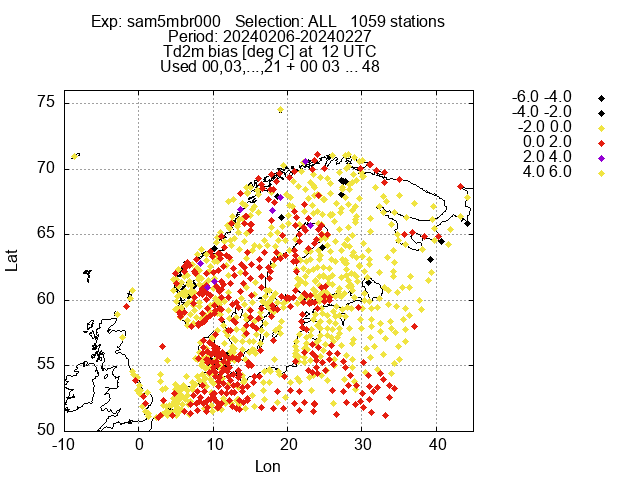 Exp: sam5mbr000   Selection: ALL   1059 stations
Period: 20240206-20240227
Td2m bias [deg C] at  12 UTC
Used 00,03,...,21 + 00 03 ... 48
-6.0 -4.0
-4.0 -2.0
-2.0 0.0
0.0 2.0
2.0 4.0
4.0 6.0
75
70
65
60
55
50
Lat
-10 0 10 20 30 40
Lon